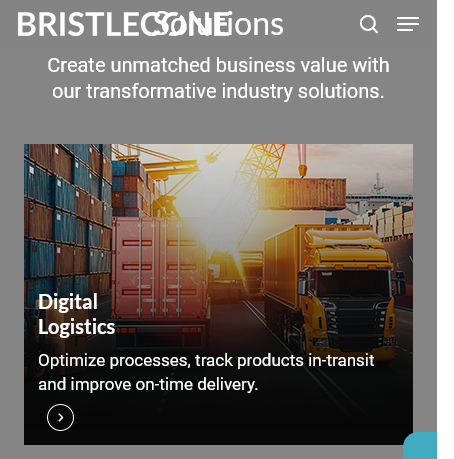 BRISTLECONE
Solutions
Create unmatched business value with
our transformative industry solutions.
Digital
Logistics
Optimize processes, track products in-transit
and improve on-time delivery.